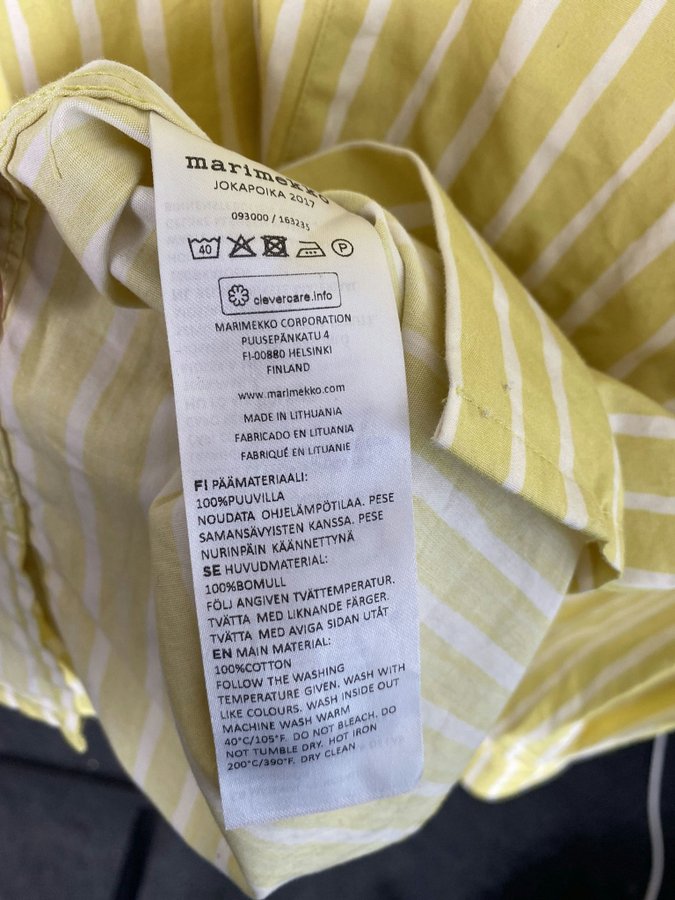 marimekko
JOKAPOIKA 2017
093000 / 163235
40 P
clevercare.info
MARIMEKKO CORPORATION
PUUSEPÄNKATU 4
FI-00880 HELSINKI
FINLAND
www.marimekko.com
MADE IN LITHUANIA
FABRICADO EN LITUANIA
FABRIQUÉ EN LITUANIE
FI PÄÄMATERIAALI:
100%PUUVILLA
NOUDATA OHJELÄMPÖTILAA. PESE
SAMANSÄVYISTEN KANSSA. PESE
NURINPÄIN KÄÄNNETTYNÄ
SE HUVUDMATERIAL:
100%BOMULL
FÖLJ ANGIVEN TVÄTTEMPERATUR.
TVÄTTA MED LIKNANDE FÄRGER.
TVÄTTA MED AVIGA SIDAN UTÅT
EN MAIN MATERIAL:
100%COTTON
FOLLOW THE WASHING
TEMPERATURE GIVEN. WASH WITH
LIKE COLOURS. WASH INSIDE OUT
MACHINE WASH WARM
40°C/105°F. DO NOT BLEACH. DO
NOT TUMBLE DRY. HOT IRON
200°C/390°F. DRY CLEAN